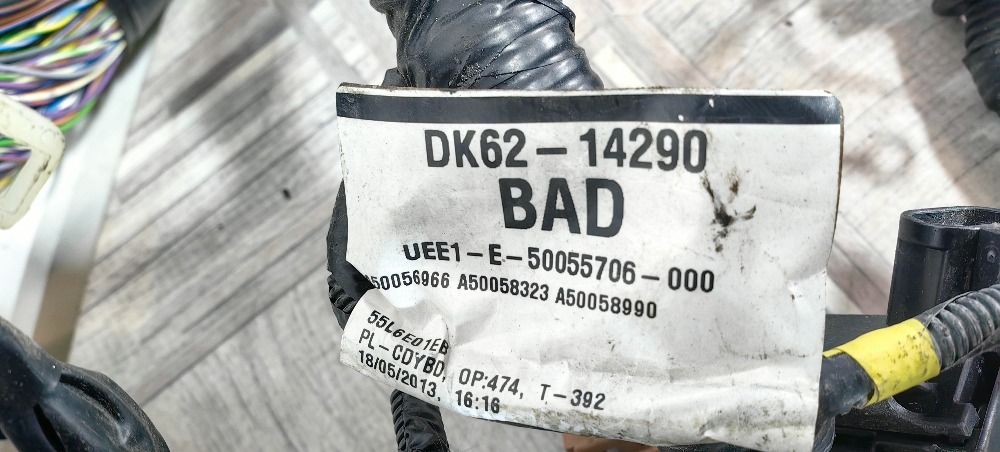 DK62-14290
BAD
UEE1-E-50055706-000
A50056966 A50058323 A50058990
55L6E01EB
PL-CDYBD, OP:474, T-392
18/05/2013, 16:16